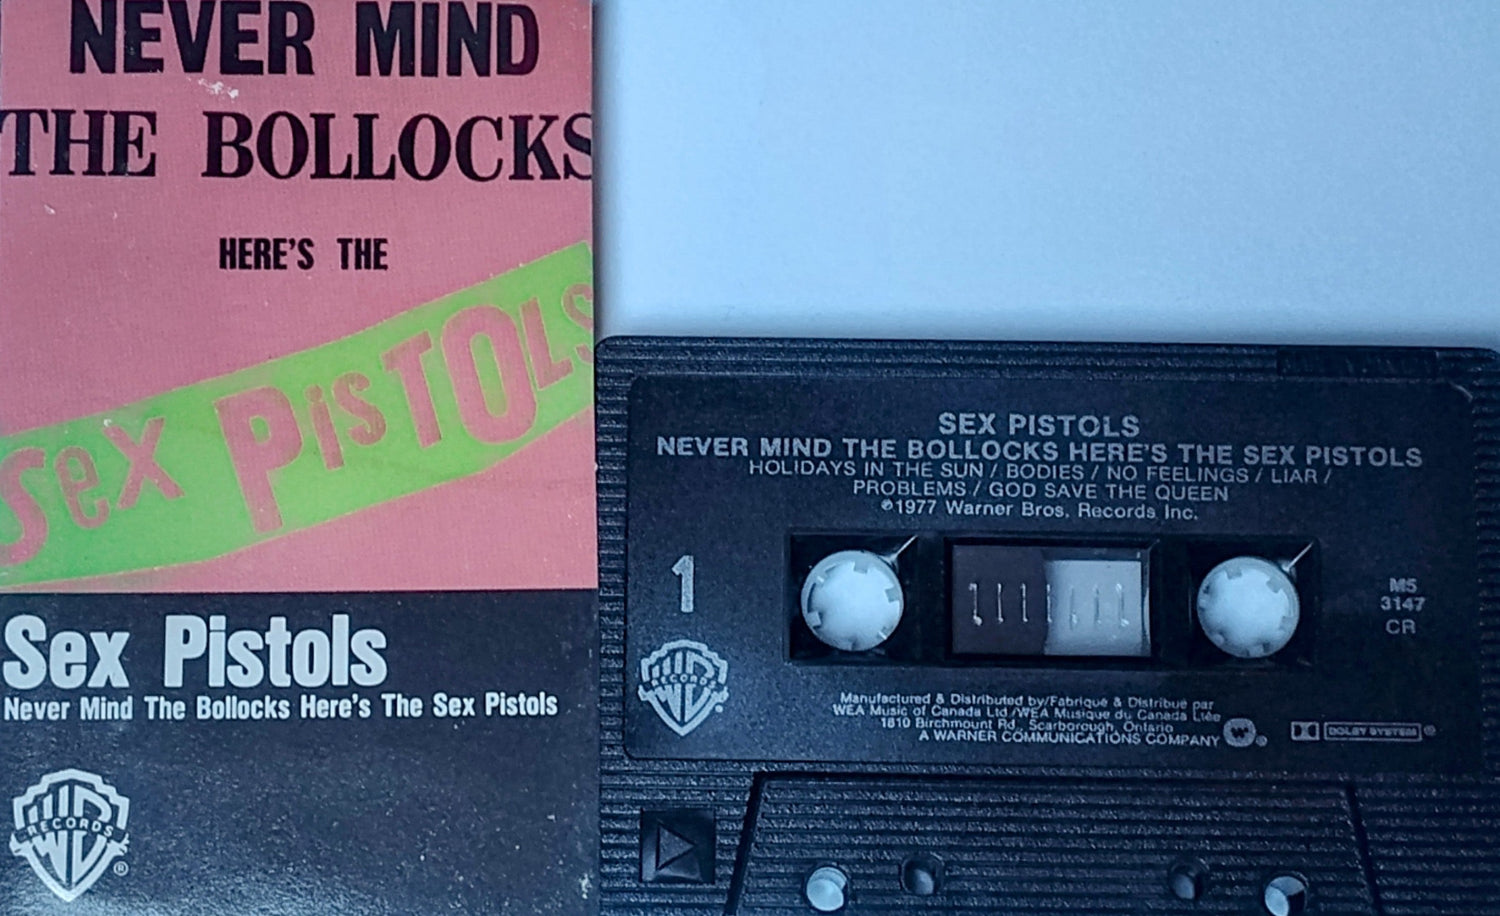 NEVER MIND
THE BOLLOCKS
HERE'S THE
Sex PisTOLS
Sex Pistols
Never Mind The Bollocks Here's The Sex Pistols
WB
RECORDS
®
SEX PISTOLS
NEVER MIND THE BOLLOCKS HERE'S THE SEX PISTOLS
HOLIDAYS IN THE SUN / BODIES / NO FEELINGS / LIAR /
PROBLEMS / GOD SAVE THE QUEEN
℗1977 Warner Bros. Records Inc.
1
M5
3147
CR
WB
RECORDS
Manufactured & Distributed by/Fabriqué & Distribué par
WEA Music of Canada Ltd/WEA Musique du Canada Ltée
1810 Birchmount Rd., Scarborough, Ontario
A WARNER COMMUNICATIONS COMPANY
DOLBY SYSTEM ®